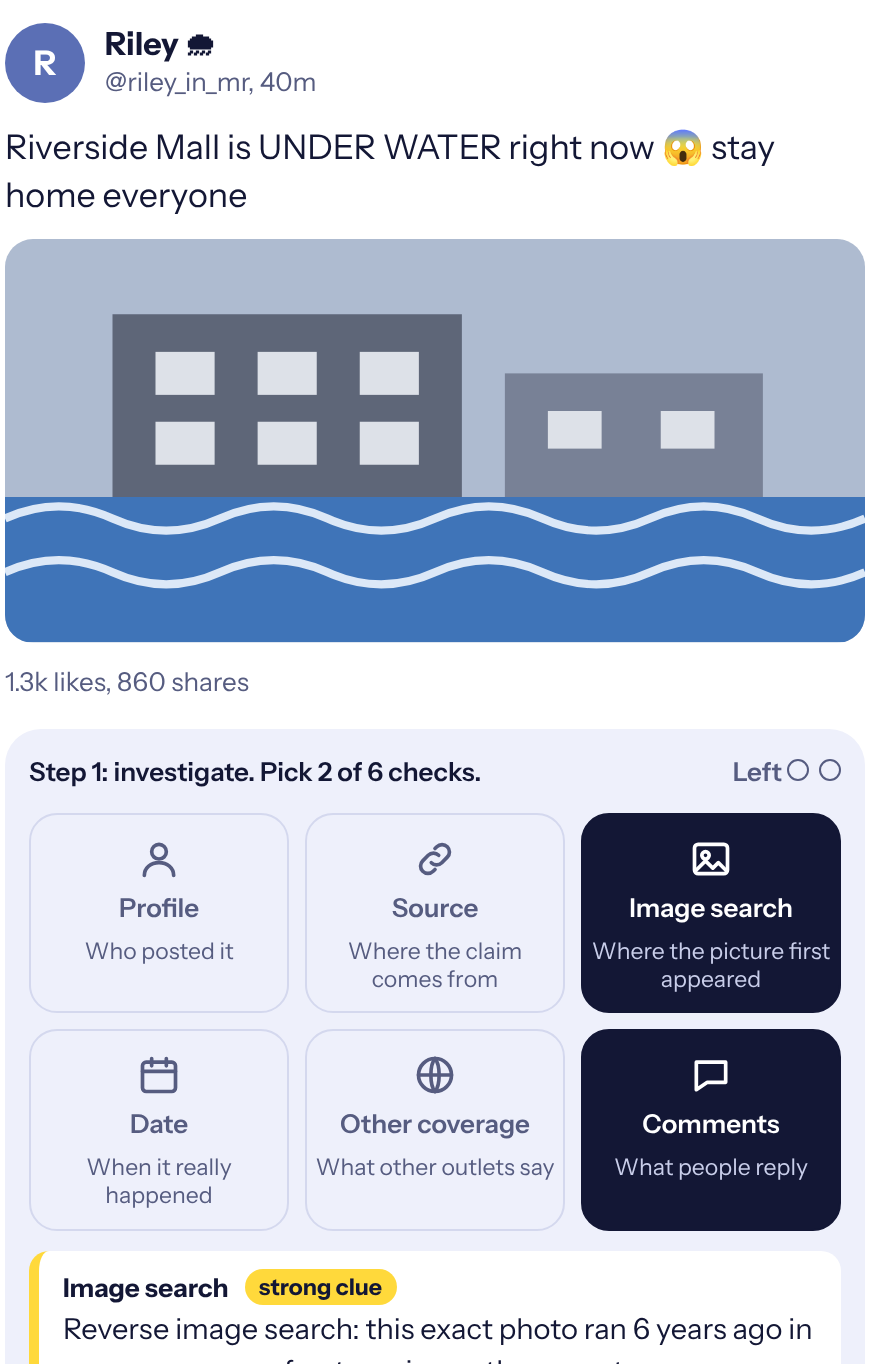 R
Riley 🌧
@riley_in_mr, 40m
Riverside Mall is UNDER WATER right now 😱 stay
home everyone
1.3k likes, 860 shares
Step 1: investigate. Pick 2 of 6 checks.
Left
Profile
Who posted it
Source
Where the claim
comes from
Image search
Where the picture first
appeared
Date
When it really
happened
Other coverage
What other outlets say
Comments
What people reply
Image search strong clue
Reverse image search: this exact photo ran 6 years ago in